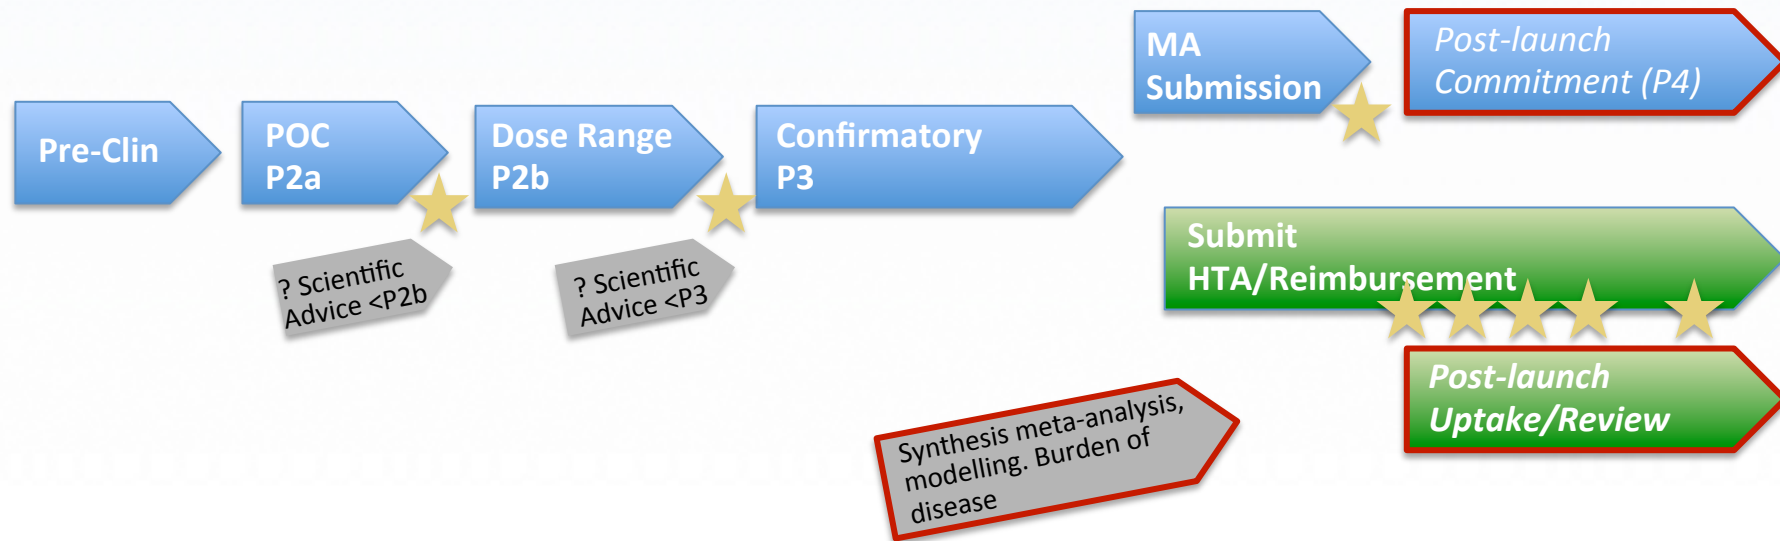 Pre-Clin
POC
P2a
Dose Range
P2b
Confirmatory
P3
MA
Submission
Post-launch
Commitment (P4)
? Scientific
Advice <P2b
? Scientific
Advice <P3
Submit
HTA/Reimbursement
Post-launch
Uptake/Review
Synthesis meta-analysis,
modelling. Burden of
disease